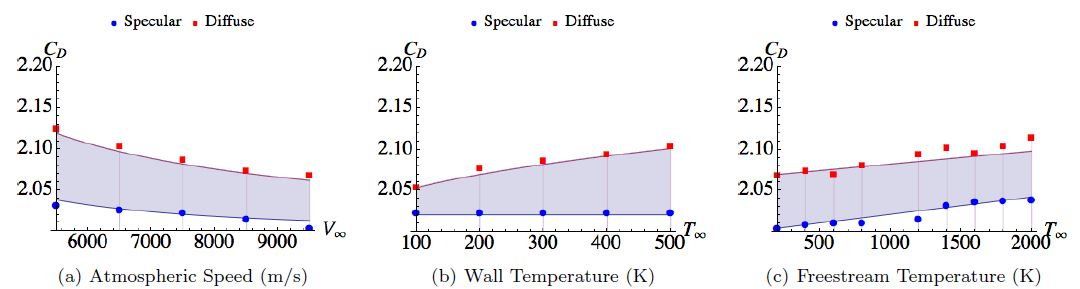 Specular Diffuse
Specular Diffuse
Specular Diffuse
C_D
2.20
2.15
2.10
2.05
6000 7000 8000 9000 V∞
C_D
2.20
2.15
2.10
2.05
100 200 300 400 500 T∞
C_D
2.20
2.15
2.10
2.05
500 1000 1500 2000 T∞
(a) Atmospheric Speed (m/s)
(b) Wall Temperature (K)
(c) Freestream Temperature (K)